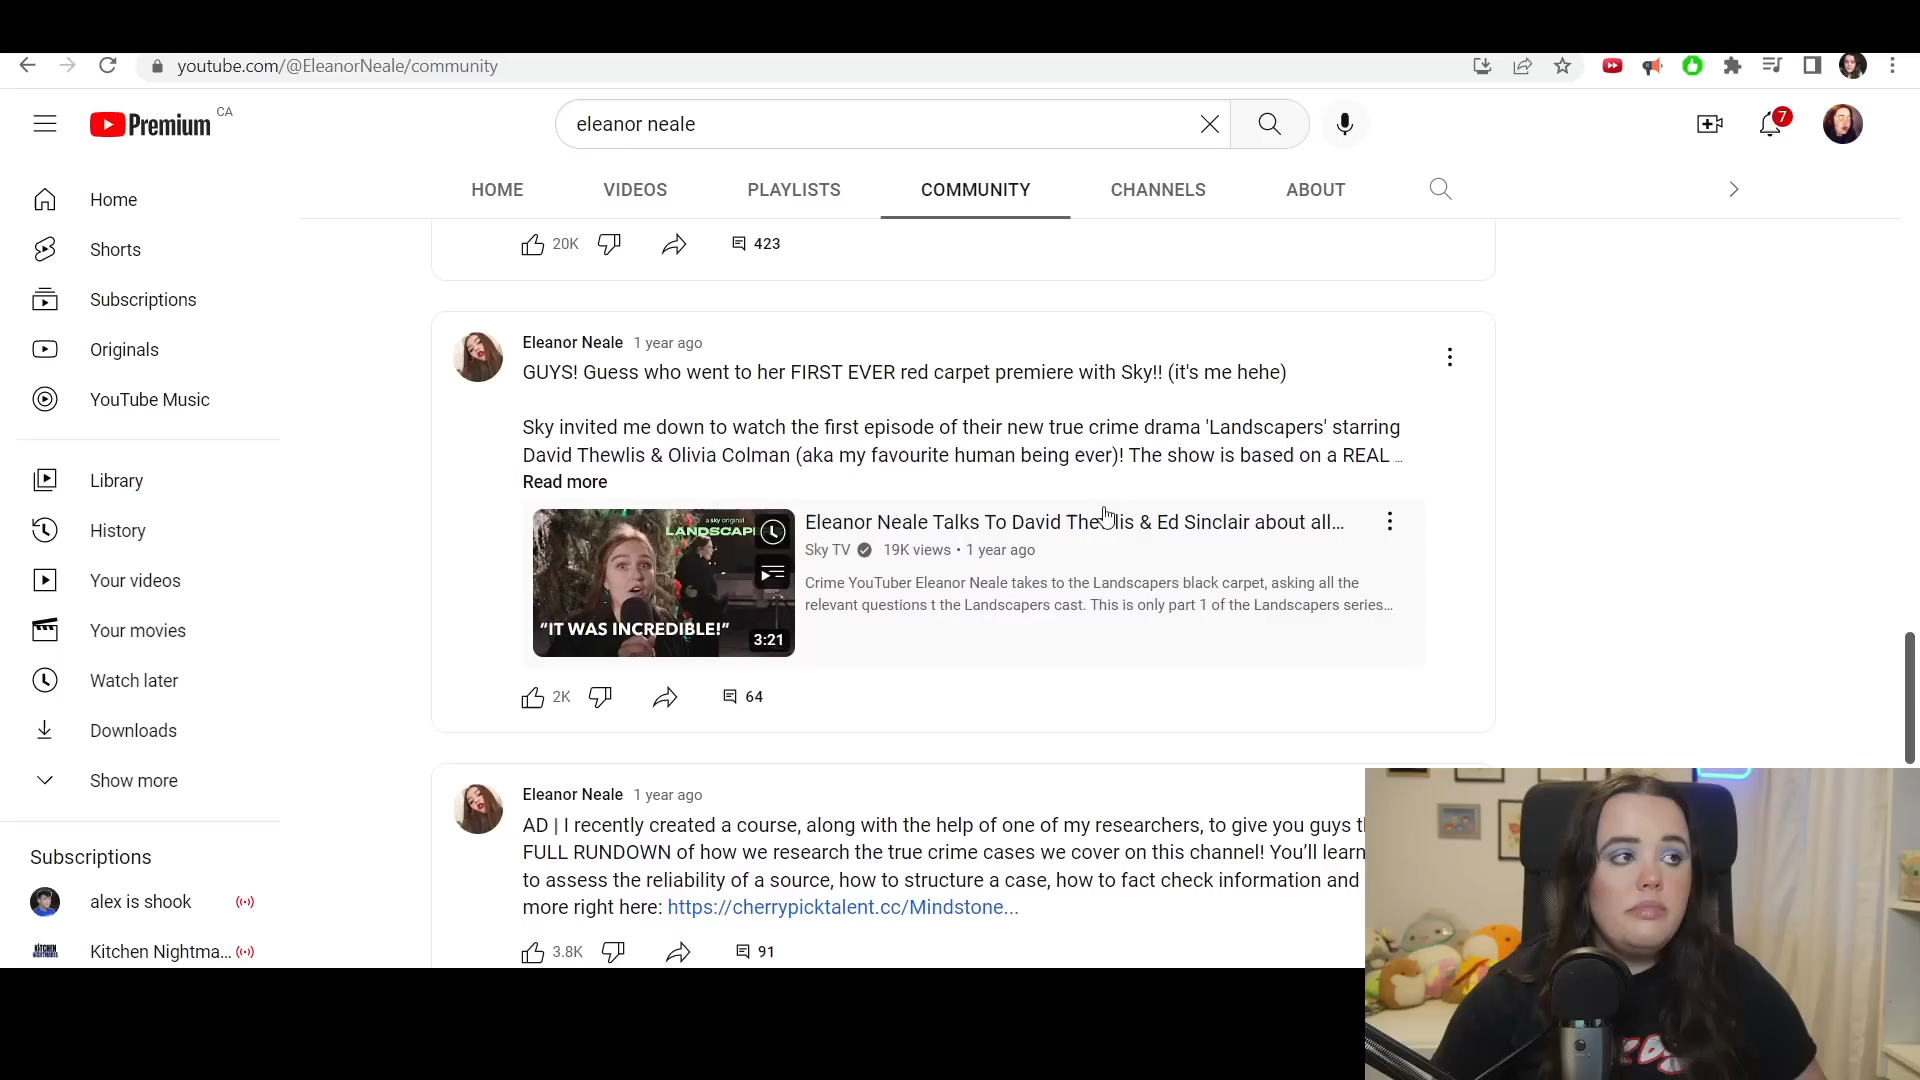 youtube.com/@EleanorNeale/community
Premium CA
eleanor neale
7
HOME VIDEOS PLAYLISTS COMMUNITY CHANNELS ABOUT
Home
Shorts
Subscriptions
Originals
YouTube Music
Library
History
Your videos
Your movies
Watch later
Downloads
Show more
Subscriptions
alex is shook
Kitchen Nightma...
20K 423
Eleanor Neale 1 year ago
GUYS! Guess who went to her FIRST EVER red carpet premiere with Sky!! (it's me hehe)
Sky invited me down to watch the first episode of their new true crime drama 'Landscapers' starring
David Thewlis & Olivia Colman (aka my favourite human being ever)! The show is based on a REAL ...
Read more
a sky original
LANDSCAP
"IT WAS INCREDIBLE!"
3:21
Eleanor Neale Talks To David Thewlis & Ed Sinclair about all...
Sky TV 19K views • 1 year ago
Crime YouTuber Eleanor Neale takes to the Landscapers black carpet, asking all the
relevant questions t the Landscapers cast. This is only part 1 of the Landscapers series...
2K 64
Eleanor Neale 1 year ago
AD | I recently created a course, along with the help of one of my researchers, to give you guys t
FULL RUNDOWN of how we research the true crime cases we cover on this channel! You'll learn
to assess the reliability of a source, how to structure a case, how to fact check information and
more right here: https://cherrypicktalent.cc/Mindstone...
3.8K 91